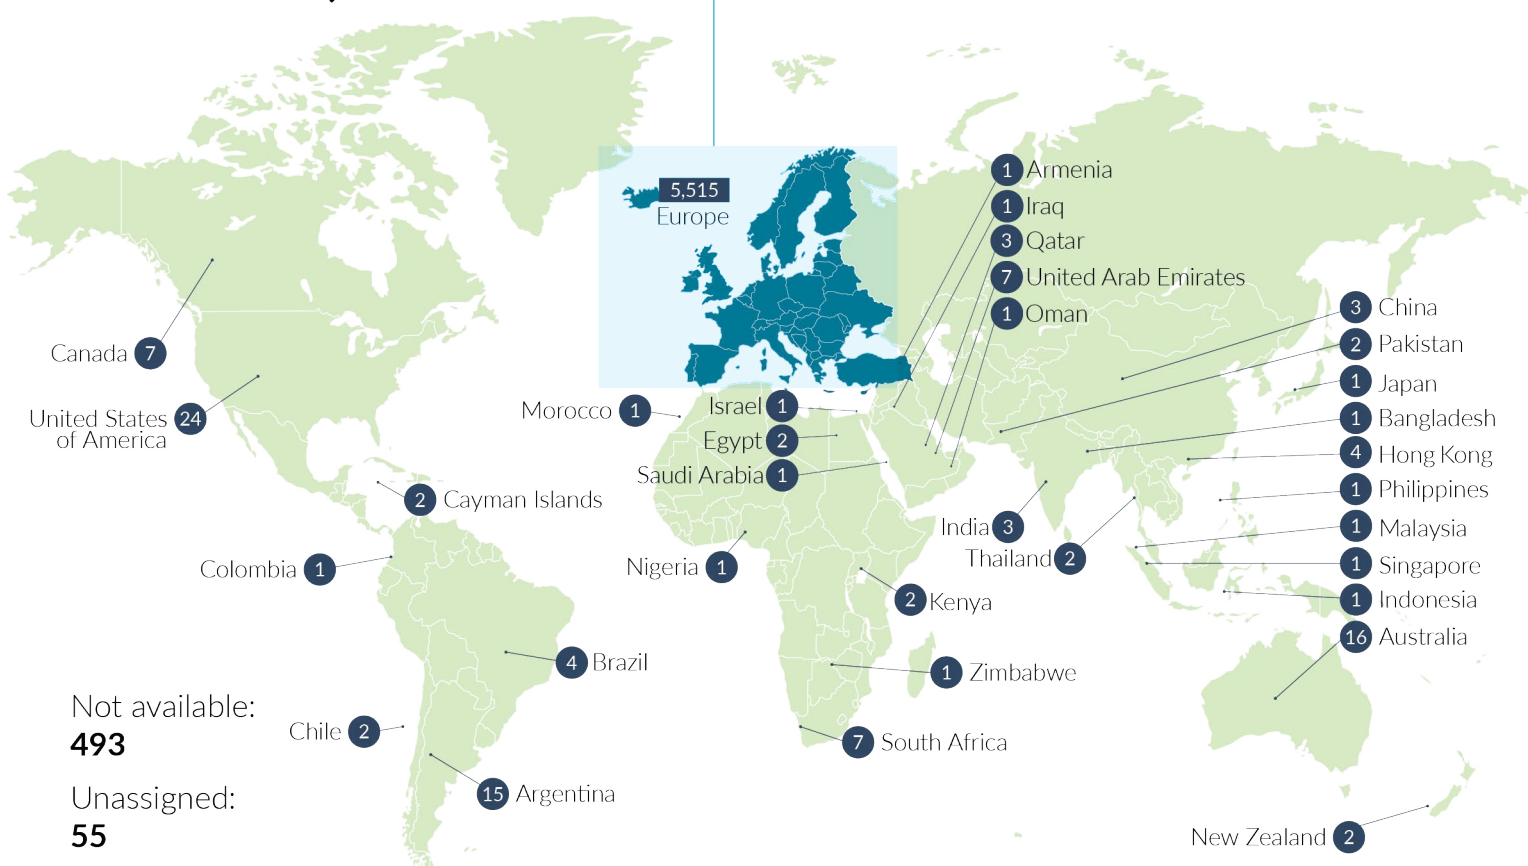 5,515
Europe
1 Armenia
1 Iraq
3 Qatar
7 United Arab Emirates
1 Oman
3 China
2 Pakistan
1 Japan
1 Bangladesh
4 Hong Kong
1 Philippines
1 Malaysia
1 Singapore
1 Indonesia
16 Australia
Canada 7
United States 24
of America
Morocco 1
Israel 1
Egypt 2
Saudi Arabia 1
2 Cayman Islands
India 3
Thailand 2
Colombia 1
Nigeria 1
2 Kenya
4 Brazil
1 Zimbabwe
Chile 2
7 South Africa
15 Argentina
New Zealand 2
Not available:
493
Unassigned:
55